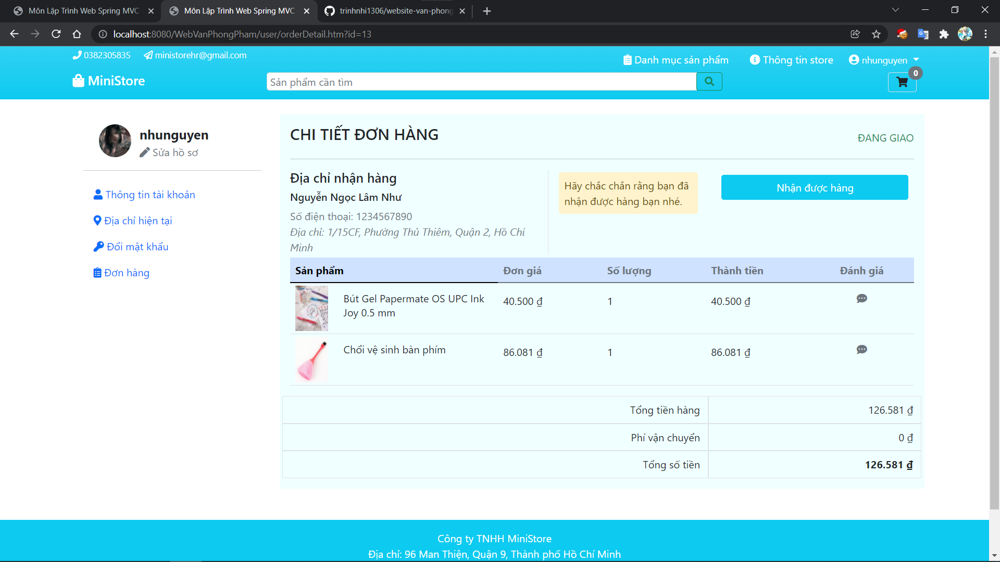 Môn Lập Trình Web Spring MVC
Môn Lập Trình Web Spring MVC
trinhnhi1306/website-van-phong
localhost:8080/WebVanPhongPham/user/orderDetail.htm?id=13
0382305835
ministorehr@gmail.com
Danh mục sản phẩm
Thông tin store
nhunguyen
MiniStore
Sản phẩm cần tìm
0
nhunguyen
Sửa hồ sơ
Thông tin tài khoản
Địa chỉ hiện tại
Đổi mật khẩu
Đơn hàng
CHI TIẾT ĐƠN HÀNG
ĐANG GIAO
Địa chỉ nhận hàng
Nguyễn Ngọc Lâm Như
Số điện thoại: 1234567890
Địa chỉ: 1/15CF, Phường Thủ Thiêm, Quận 2, Hồ Chí
Minh
Hãy chắc chắn rằng bạn đã
nhận được hàng bạn nhé.
Nhận được hàng
Sản phẩm Đơn giá Số lượng Thành tiền Đánh giá
Bút Gel Papermate OS UPC Ink
Joy 0.5 mm
40.500 ₫ 1 40.500 ₫
Chổi vệ sinh bàn phím 86.081 ₫ 1 86.081 ₫
Tổng tiền hàng 126.581 ₫
Phí vận chuyển 0 ₫
Tổng số tiền 126.581 ₫
Công ty TNHH MiniStore
Địa chỉ: 96 Man Thiện, Quận 9, Thành phố Hồ Chí Minh